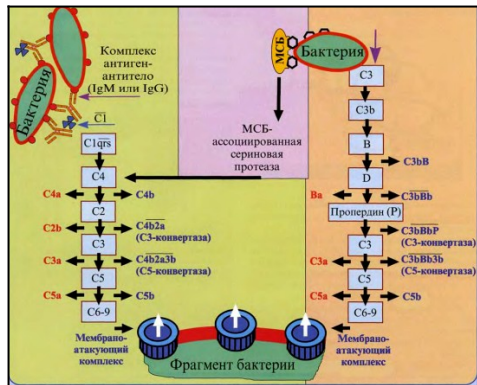 Комплекс
антиген-
антитело
(IgM или IgG)
Бактерия
C1
C1qrs
C4
C4a
C4b
C2
C2b
C4b2a
(C3-конвертаза)
C3
C3a
C4b2a3b
(C5-конвертаза)
C5
C5a
C5b
C6-9
Мембрано-
атакующий
комплекс
МСБ
Бактерия
МСБ-
ассоциированная
сериновая
протеаза
C3
C3b
B
C3bB
D
Ba
C3bBb
Пропердин (P)
C3bBbP
(C3-конвертаза)
C3
C3a
C3bBb3b
(C5-конвертаза)
C5
C5a
C5b
C6-9
Мембрано-
атакующий
комплекс
Фрагмент бактерии